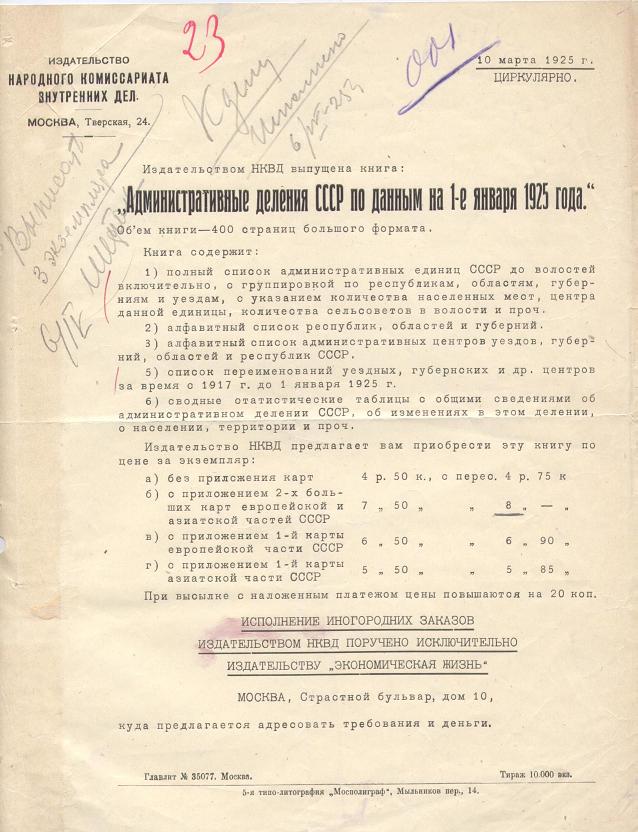 23
001
К делу
Исполнено
Выписать
3 экземпляра
ИЗДАТЕЛЬСТВО
НАРОДНОГО КОМИССАРИАТА
ВНУТРЕННИХ ДЕЛ.
МОСКВА, Тверская, 24.
10 марта 1925 г.
ЦИРКУЛЯРНО.
Издательством НКВД выпущена книга:
„Административные деления СССР по данным на 1-е января 1925 года.“
Об'ем книги—400 страниц большого формата.
Книга содержит:
1) полный список административных единиц СССР до волостей
включительно, с группировкой по республикам, областям, губер-
ниям и уездам, с указанием количества населенных мест, центра
данной единицы, количества сельсоветов в волости и проч.
2) алфавитный список республик, областей и губерний.
3) алфавитный список административных центров уездов, губер-
ний, областей и республик СССР.
5) список переименований уездных, губернских и др. центров
за время с 1917 г. до 1 января 1925 г.
6) сводные статистические таблицы с общими сведениями об
административном делении СССР, об изменениях в этом делении,
о населении, территории и проч.
Издательство НКВД предлагает вам приобрести эту книгу по
цене за экземпляр:
а) без приложния карт 4 р. 50 к., с перес. 4 р. 75 к
б) с приложением 2-х боль-
ших карт европейской и 7 „ 50 „ „ 8 „ — „
азиатской частей СССР
в) с приложением 1-й карты
европейской части СССР 6 „ 50 „ „ 6 „ 90 „
г) с приложением 1-й карты
азиатской части СССР 5 „ 50 „ „ 5 „ 85 „
При высылке с наложенным платежом цены повышаются на 20 коп.
ИСПОЛНЕНИЕ ИНОГОРОДНИХ ЗАКАЗОВ
ИЗДАТЕЛЬСТВОМ НКВД ПОРУЧЕНО ИСКЛЮЧИТЕЛЬНО
ИЗДАТЕЛЬСТВУ „ЭКОНОМИЧЕСКАЯ ЖИЗНЬ“
МОСКВА, Страстной бульвар, дом 10,
куда предлагается адресовать требования и деньги.
Главлит № 35077. Москва.
Тираж 10.000 экз.
5-я типо-литография „Мосполиграф“, Мыльников пер., 14.